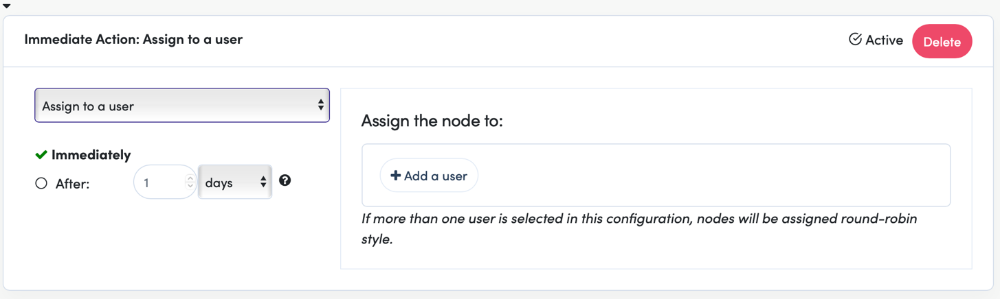 Immediate Action: Assign to a user
Active
Delete
Assign to a user
Immediately
After:
1
days
?
Assign the node to:
+ Add a user
If more than one user is selected in this configuration, nodes will be assigned round-robin
style.